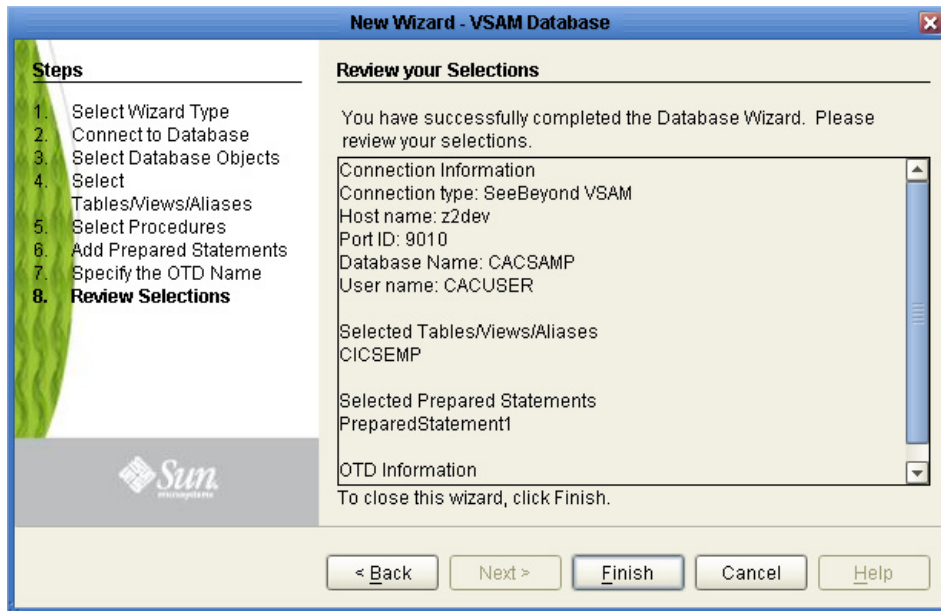 New Wizard - VSAM Database
Steps
1. Select Wizard Type
2. Connect to Database
3. Select Database Objects
4. Select
Tables/Views/Aliases
5. Select Procedures
6. Add Prepared Statements
7. Specify the OTD Name
8. Review Selections
Sun
microsystems
Review your Selections
You have successfully completed the Database Wizard. Please
review your selections.
Connection Information
Connection type: SeeBeyond VSAM
Host name: z2dev
Port ID: 9010
Database Name: CACSAMP
User name: CACUSER
Selected Tables/Views/Aliases
CICSEMP
Selected Prepared Statements
PreparedStatement1
OTD Information
To close this wizard, click Finish.
< Back
Next >
Finish
Cancel
Help